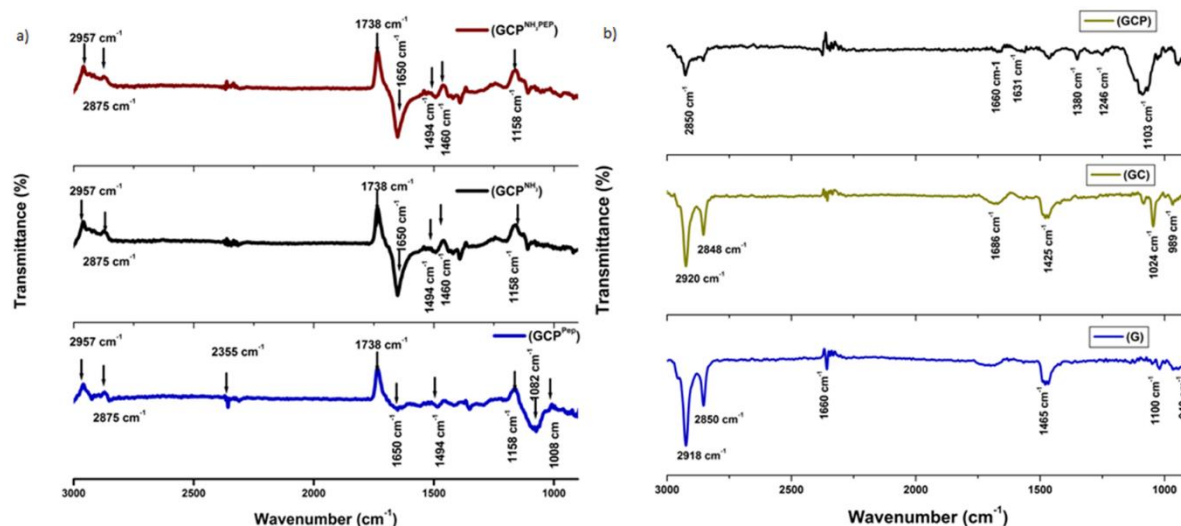 a)
(GCP^NH₂PEP)
2957 cm⁻¹
2875 cm⁻¹
1738 cm⁻¹
1650 cm⁻¹
1494 cm⁻¹
1460 cm⁻¹
1158 cm⁻¹
(GCP^NH₂)
2957 cm⁻¹
2875 cm⁻¹
1738 cm⁻¹
1650 cm⁻¹
1494 cm⁻¹
1460 cm⁻¹
1158 cm⁻¹
(GCP^Pep)
2957 cm⁻¹
2875 cm⁻¹
2355 cm⁻¹
1738 cm⁻¹
1650 cm⁻¹
1494 cm⁻¹
1158 cm⁻¹
1082 cm⁻¹
1008 cm⁻¹
Transmittance (%)
3000 2500 2000 1500 1000
Wavenumber (cm⁻¹)
b)
(GCP)
2850 cm⁻¹
1660 cm-1
1631 cm⁻¹
1380 cm⁻¹
1246 cm⁻¹
1103 cm⁻¹
(GC)
2848 cm⁻¹
2920 cm⁻¹
1686 cm⁻¹
1425 cm⁻¹
1024 cm⁻¹
989 cm⁻¹
(G)
2850 cm⁻¹
2918 cm⁻¹
1660 cm⁻¹
1465 cm⁻¹
1100 cm⁻¹
Transmittance (%)
3000 2500 2000 1500 1000
Wavenumber (cm⁻¹)